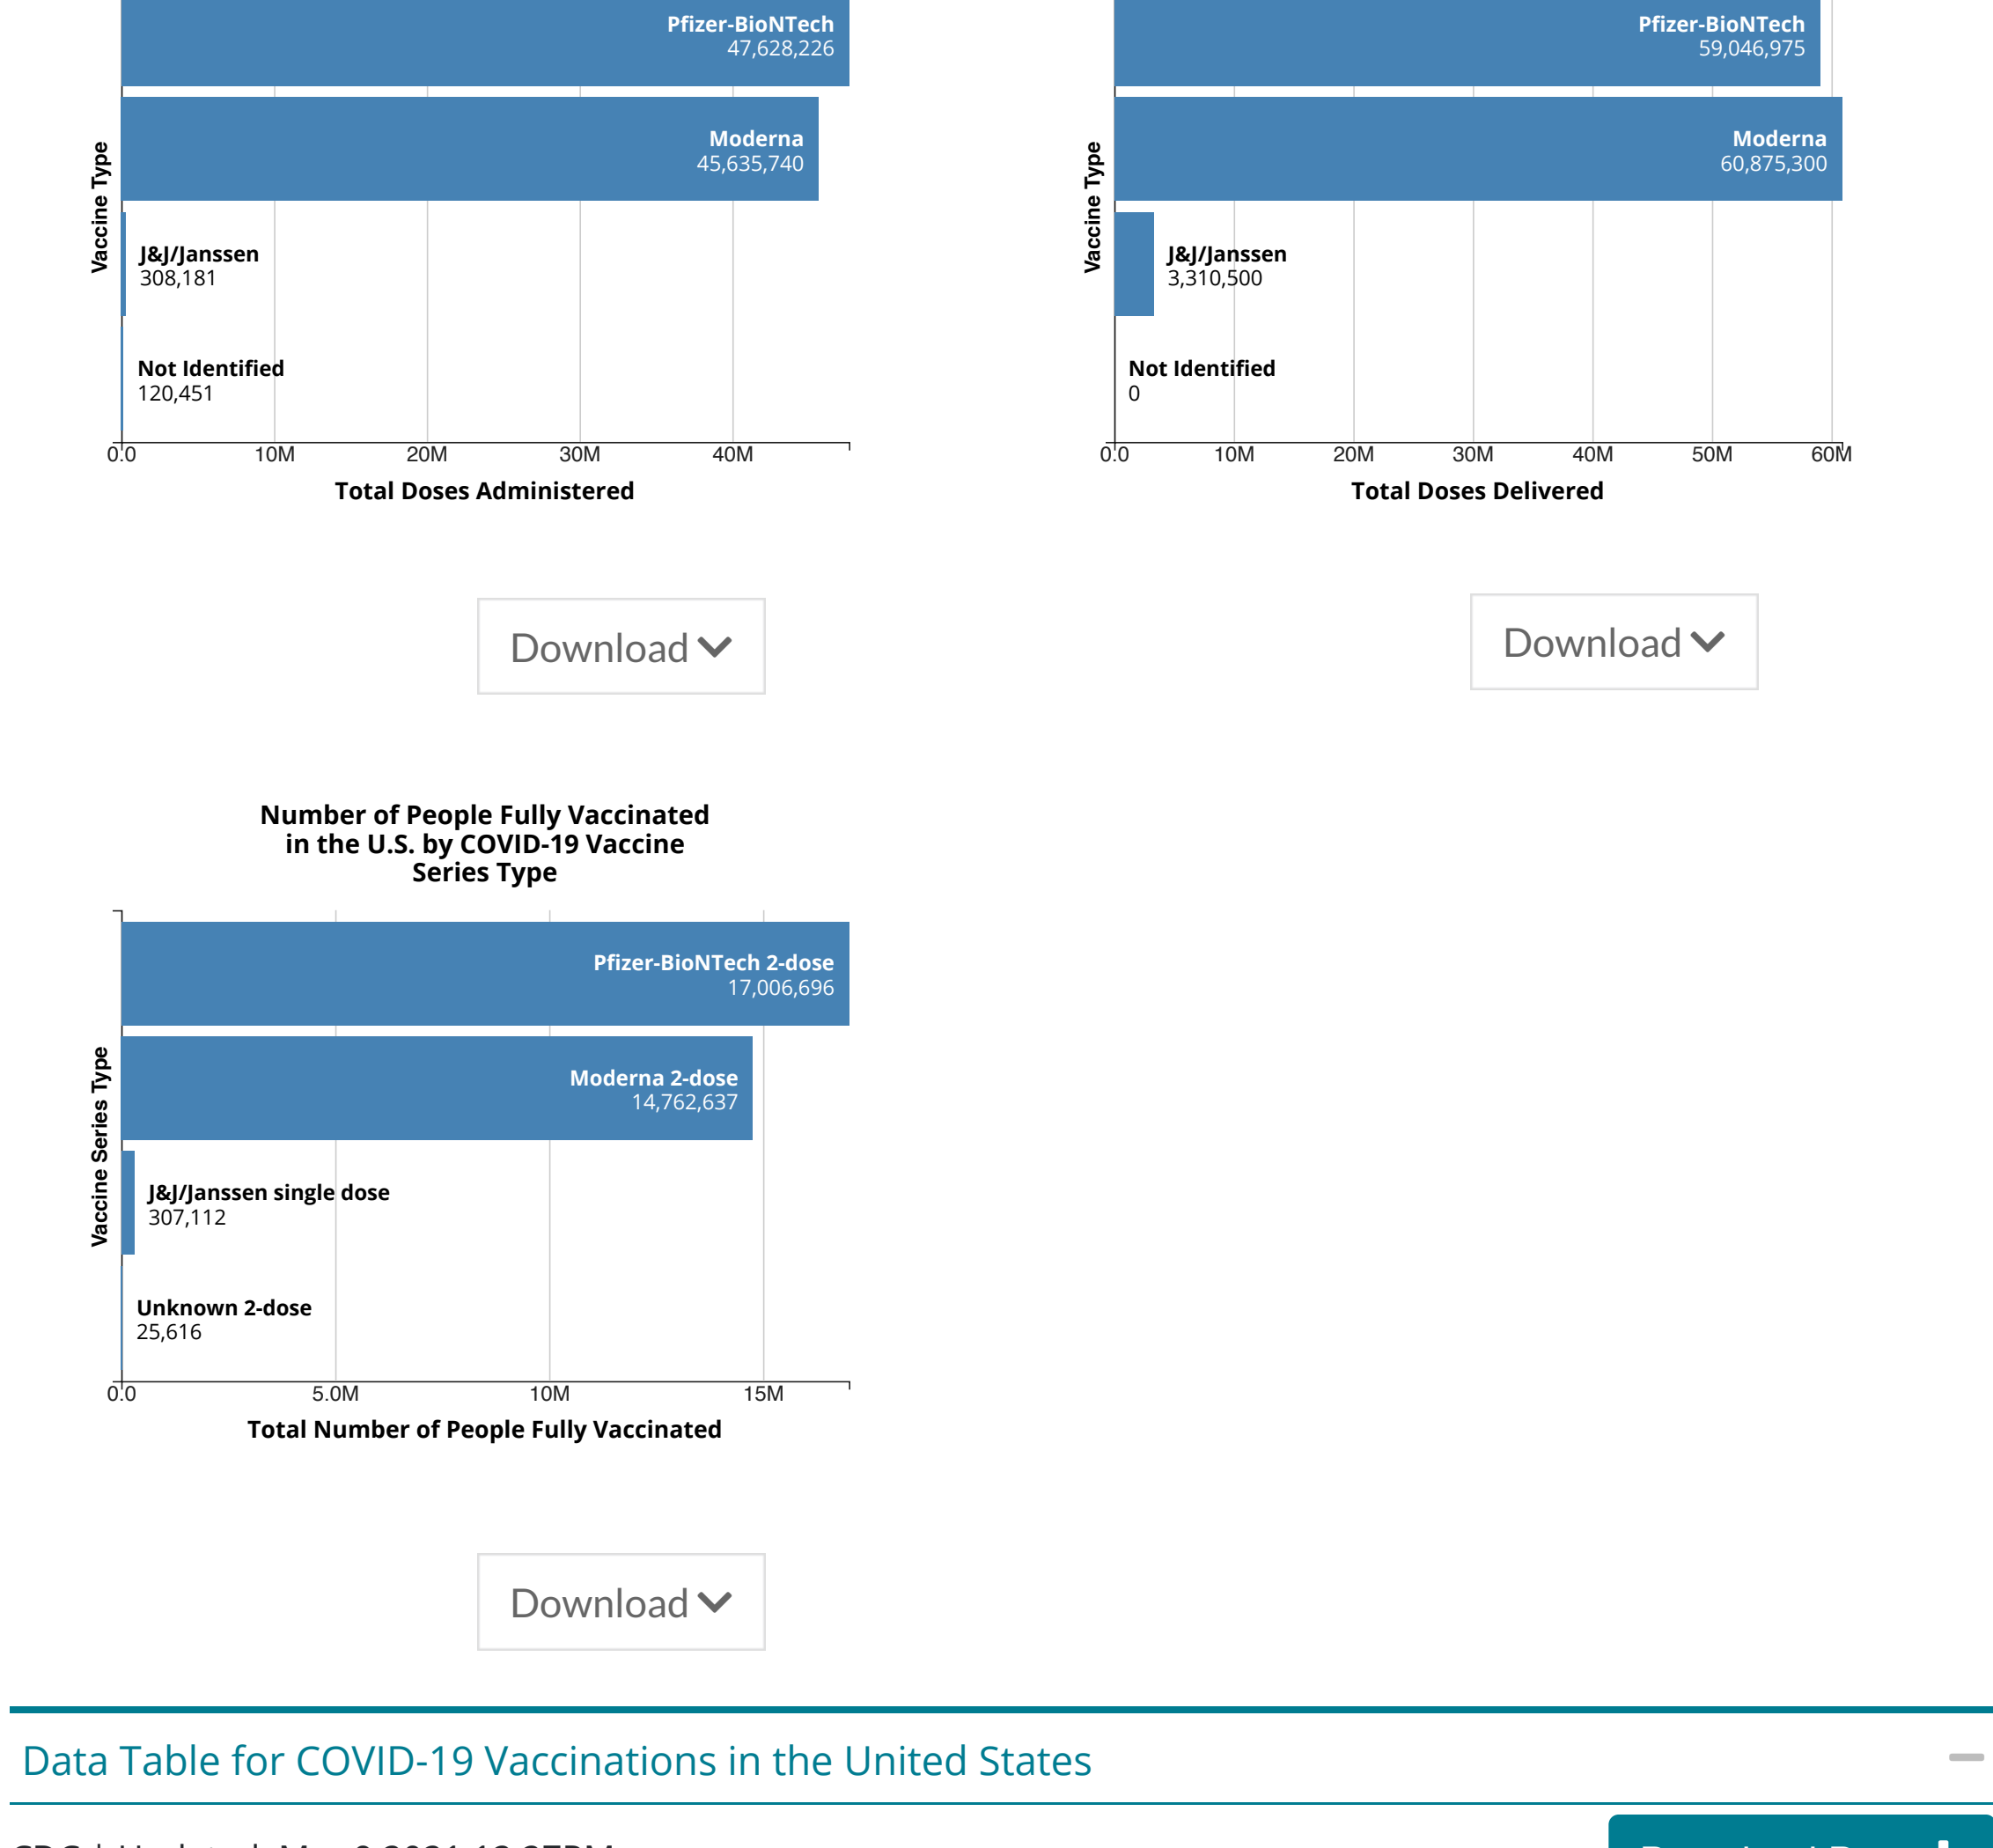 Pfizer-BioNTech
47,628,226
Moderna
45,635,740
Vaccine Type
J&J/Janssen
308,181
Not Identified
120,451
0.0 10M 20M 30M 40M
Total Doses Administered
Download
Pfizer-BioNTech
59,046,975
Moderna
60,875,300
Vaccine Type
J&J/Janssen
3,310,500
Not Identified
0
0.0 10M 20M 30M 40M 50M 60M
Total Doses Delivered
Download
Number of People Fully Vaccinated
in the U.S. by COVID-19 Vaccine
Series Type
Pfizer-BioNTech 2-dose
17,006,696
Moderna 2-dose
14,762,637
Vaccine Series Type
J&J/Janssen single dose
307,112
Unknown 2-dose
25,616
0.0 5.0M 10M 15M
Total Number of People Fully Vaccinated
Download
Data Table for COVID-19 Vaccinations in the United States